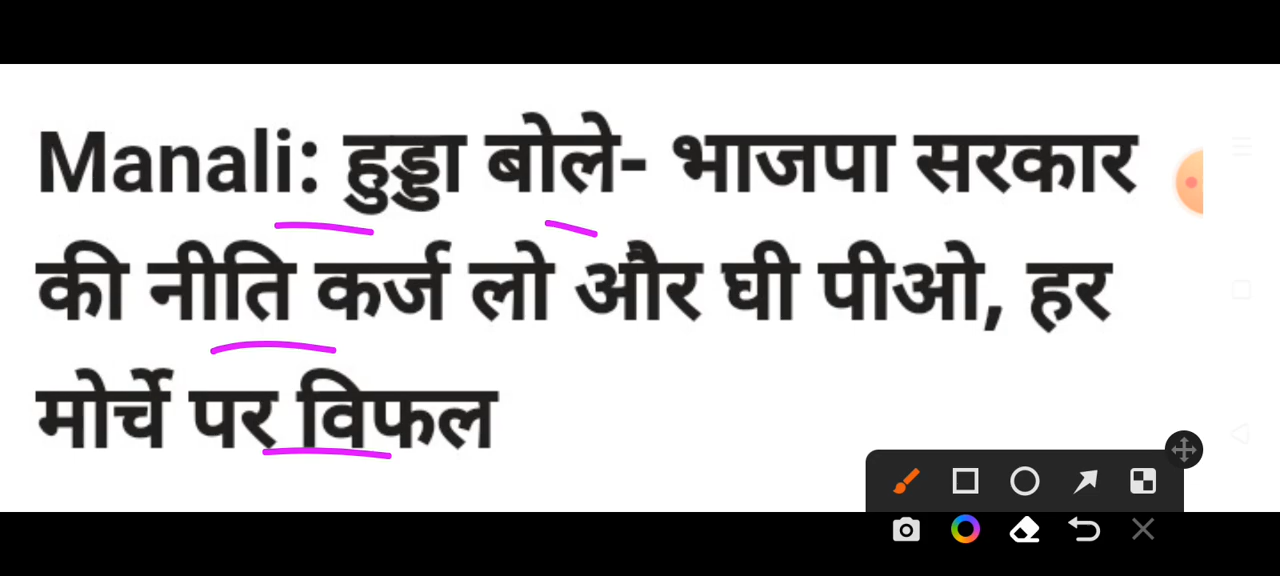 Manali: हुड्डा बोले- भाजपा सरकार
की नीति कर्ज लो और घी पीओ, हर
मोर्चे पर विफल